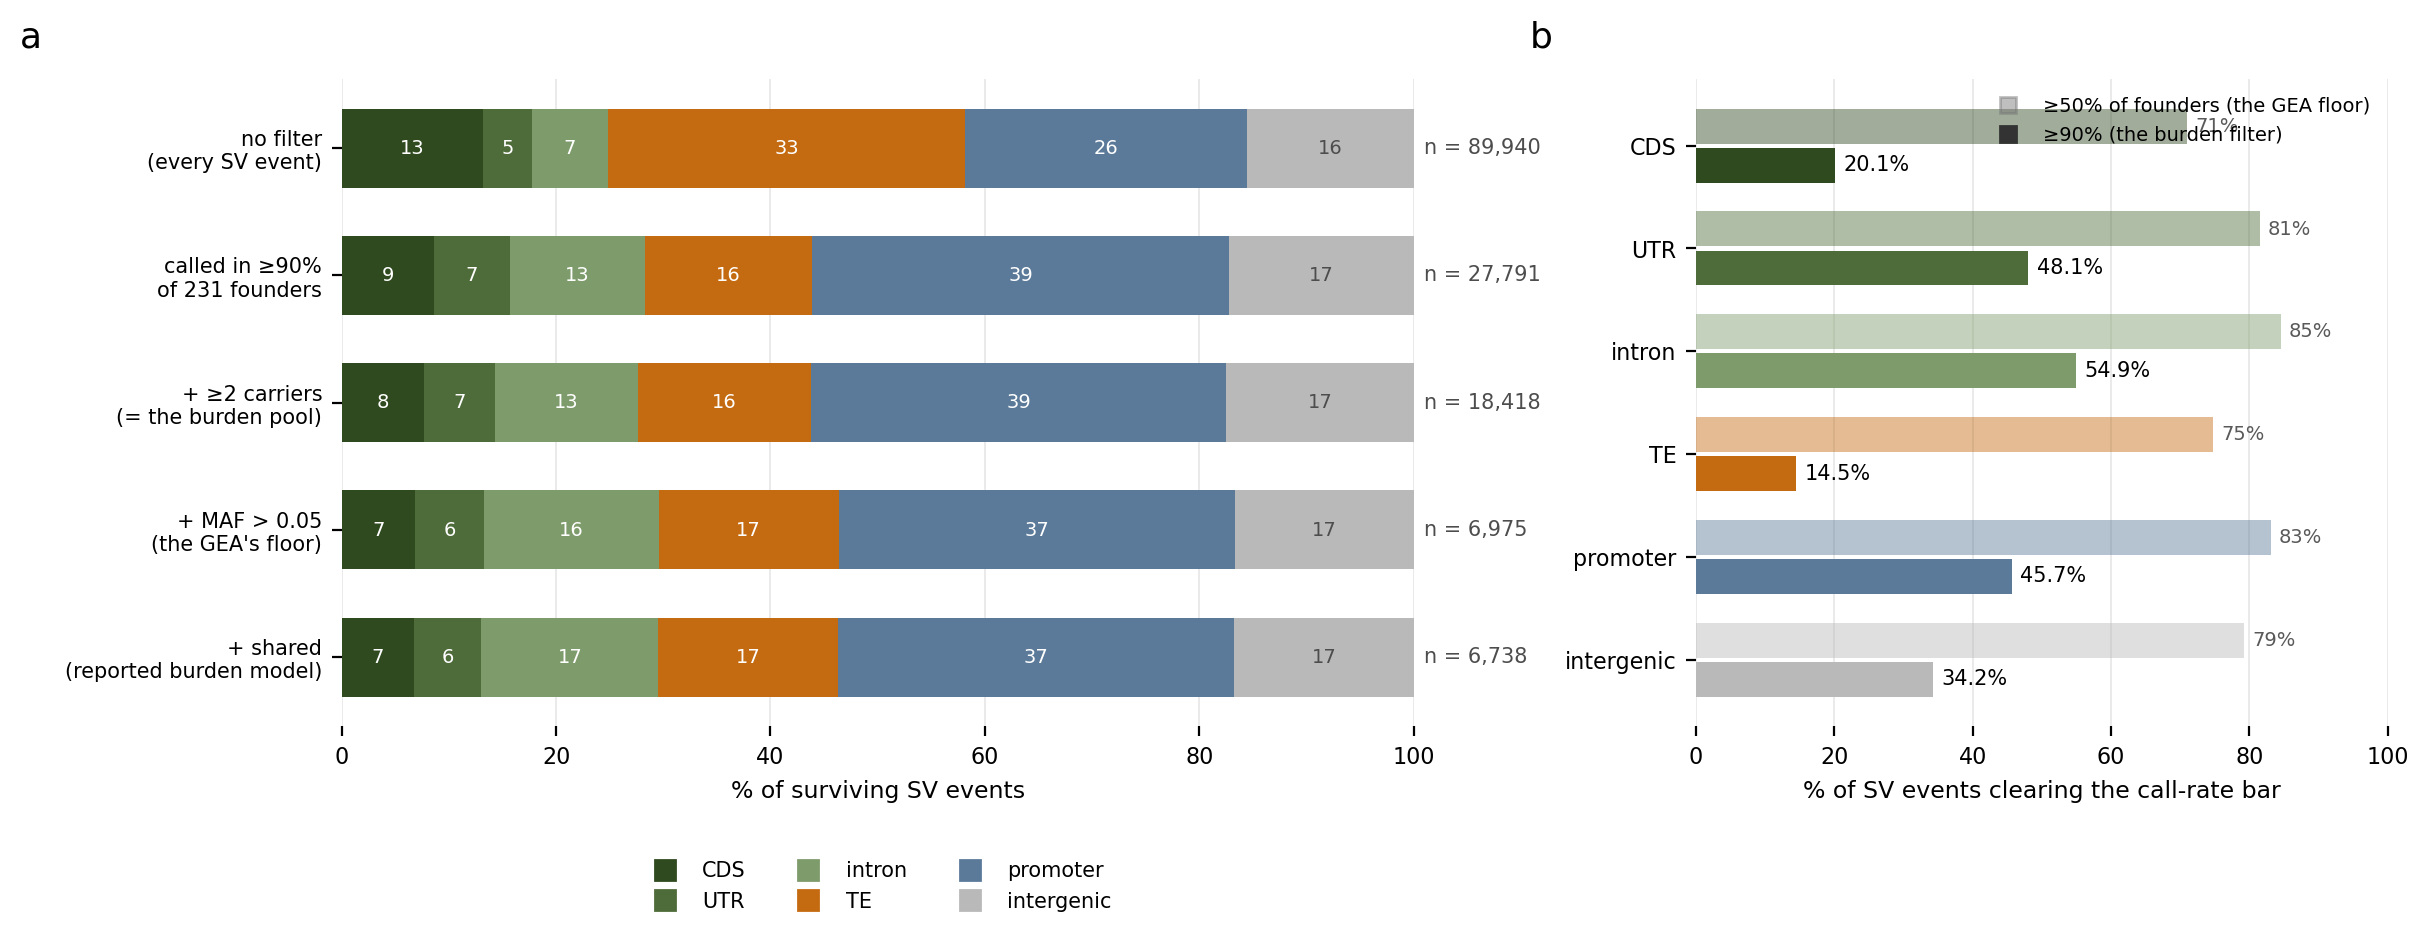 a
no filter
(every SV event)
13 5 7 33 26 16
n = 89,940
called in ≥90%
of 231 founders
9 7 13 16 39 17
n = 27,791
+ ≥2 carriers
(= the burden pool)
8 7 13 16 39 17
n = 18,418
+ MAF > 0.05
(the GEA's floor)
7 6 16 17 37 17
n = 6,975
+ shared
(reported burden model)
7 6 17 17 37 17
n = 6,738
0 20 40 60 80 100
% of surviving SV events
CDS intron promoter
UTR TE intergenic
b
≥50% of founders (the GEA floor)
≥90% (the burden filter)
CDS
71%
20.1%
UTR
81%
48.1%
intron
85%
54.9%
TE
75%
14.5%
promoter
83%
45.7%
intergenic
79%
34.2%
0 20 40 60 80 100
% of SV events clearing the call-rate bar